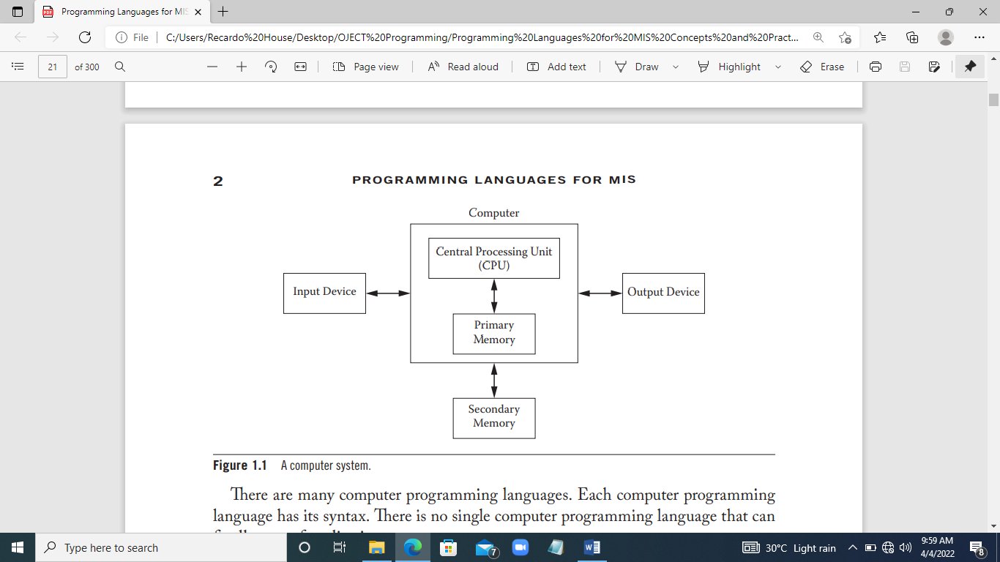 Programming Languages for MIS
File
C:/Users/Recardo%20House/Desktop/OJECT%20Programming/Programming%20Languages%20for%20MIS%20Concepts%20and%20Pract...
21 of 300
Page view
Read aloud
Add text
Draw
Highlight
Erase
2 PROGRAMMING LANGUAGES FOR MIS
Computer
Central Processing Unit
(CPU)
Input Device
Output Device
Primary
Memory
Secondary
Memory
Figure 1.1 A computer system.
There are many computer programming languages. Each computer programming
language has its syntax. There is no single computer programming language that can
Type here to search
7
30°C Light rain
9:59 AM
4/4/2022
8